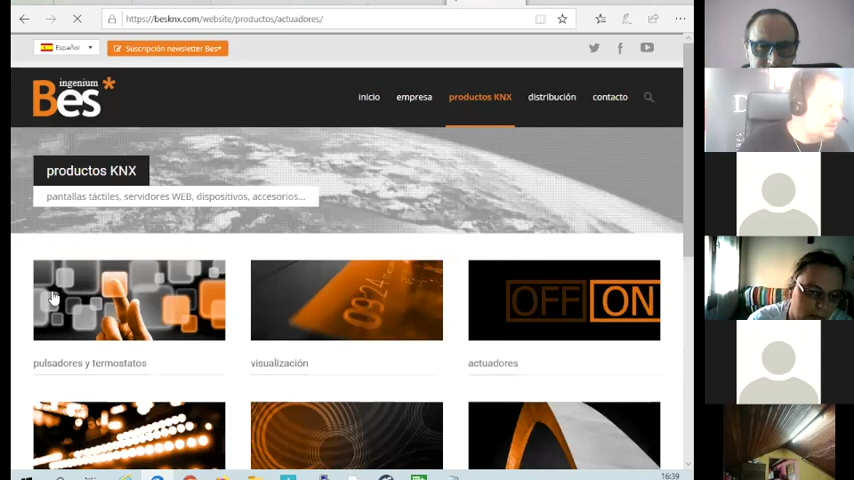 https://besknx.com/website/productos/actuadores/
Español
Suscripción newsletter Bes*
ingenium
Bes*
inicio
empresa
productos KNX
distribución
contacto
productos KNX
pantallas táctiles, servidores WEB, dispositivos, accesorios...
0924
OFF ON
pulsadores y termostatos
visualización
actuadores
16:39